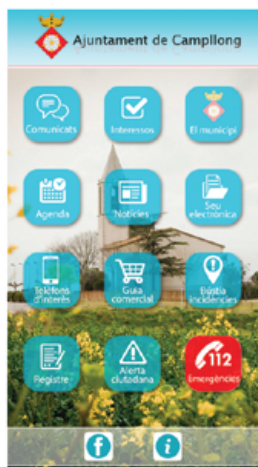 Ajuntament de Campllong
Comunicats
Interessos
El municipi
Agenda
Notícies
Seu
electrònica
Telèfons
d'interès
Guia
comercial
Bústia
incidències
Registre
Alerta
ciutadana
112
Emergències
f
i